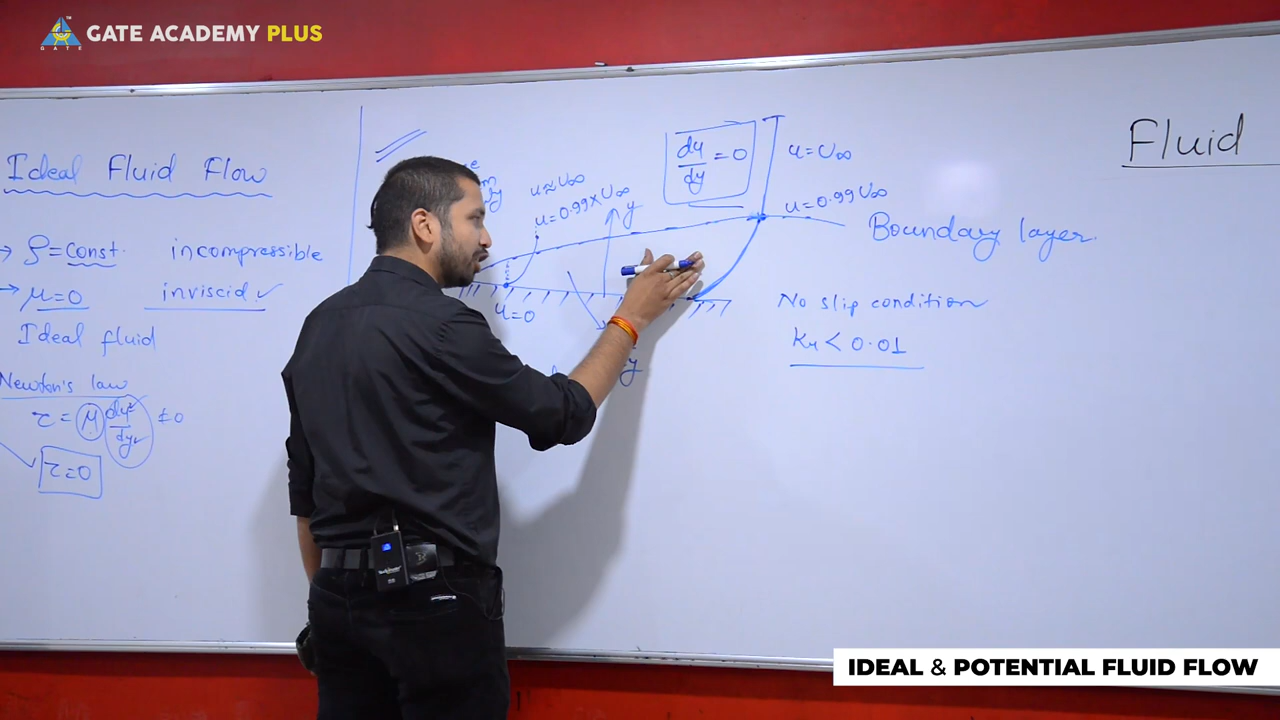 GATE ACADEMY PLUS
GATE
Ideal Fluid Flow
→ ρ = Const. incompressible
→ μ = 0 inviscid ✓
Ideal fluid
Newton's law
τ = μ du/dy ≠ 0
τ = 0
u ≈ U∞
u = 0.99 × U∞
y
du/dy = 0
u = U∞
u = 0.99 U∞
Boundary layer.
u = 0
No slip condition
< 0.01
Fluid
IDEAL & POTENTIAL FLUID FLOW